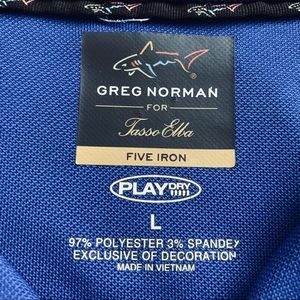 GREG NORMAN
FOR
Tasso Elba
FIVE IRON
PLAYDRY
L
97% POLYESTER 3% SPANDEX
EXCLUSIVE OF DECORATION
MADE IN VIETNAM